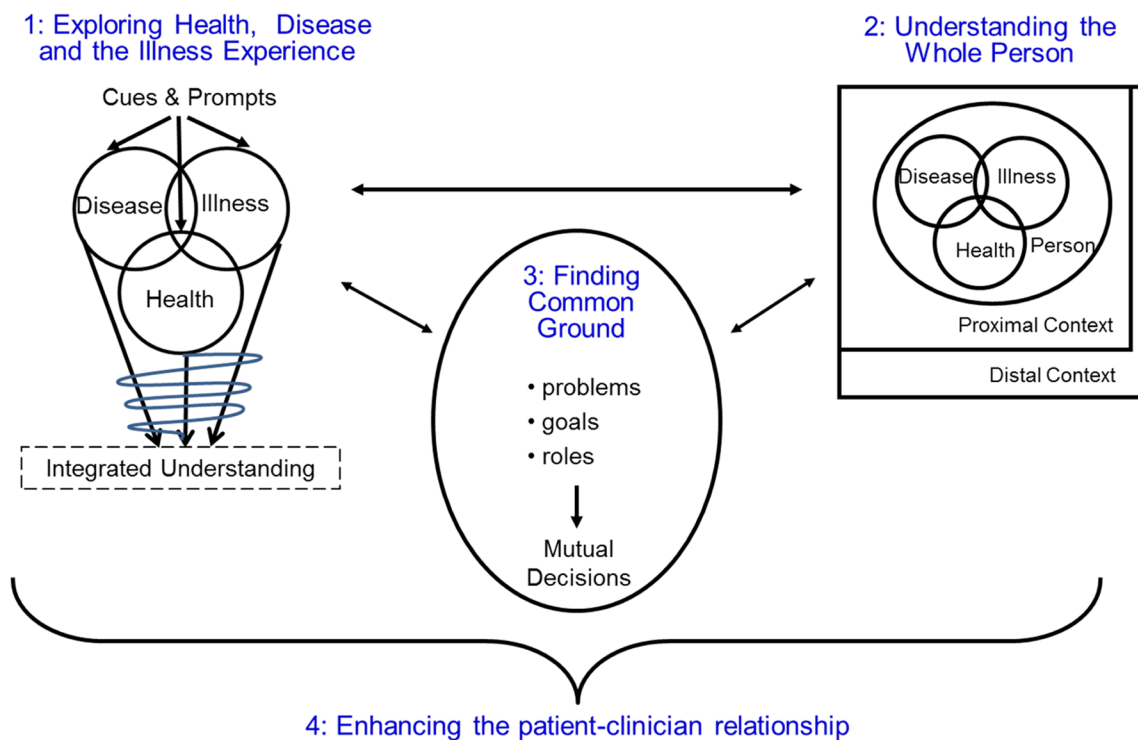 1: Exploring Health, Disease
and the Illness Experience
Cues & Prompts
Disease
Illness
Health
Integrated Understanding
2: Understanding the
Whole Person
Disease
Illness
Health
Person
Proximal Context
Distal Context
3: Finding
Common
Ground
• problems
• goals
• roles
Mutual
Decisions
4: Enhancing the patient-clinician relationship